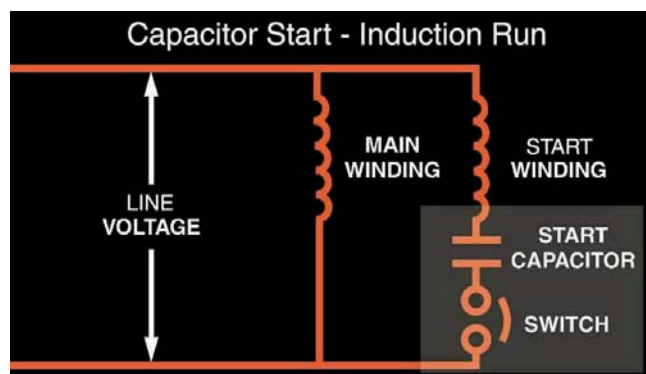 Capacitor Start - Induction Run
MAIN
WINDING
START
WINDING
LINE
VOLTAGE
START
CAPACITOR
SWITCH